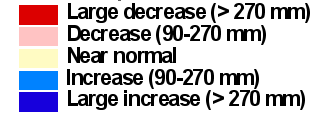 Large decrease (> 270 mm)
Decrease (90-270 mm)
Near normal
Increase (90-270 mm)
Large increase (> 270 mm)